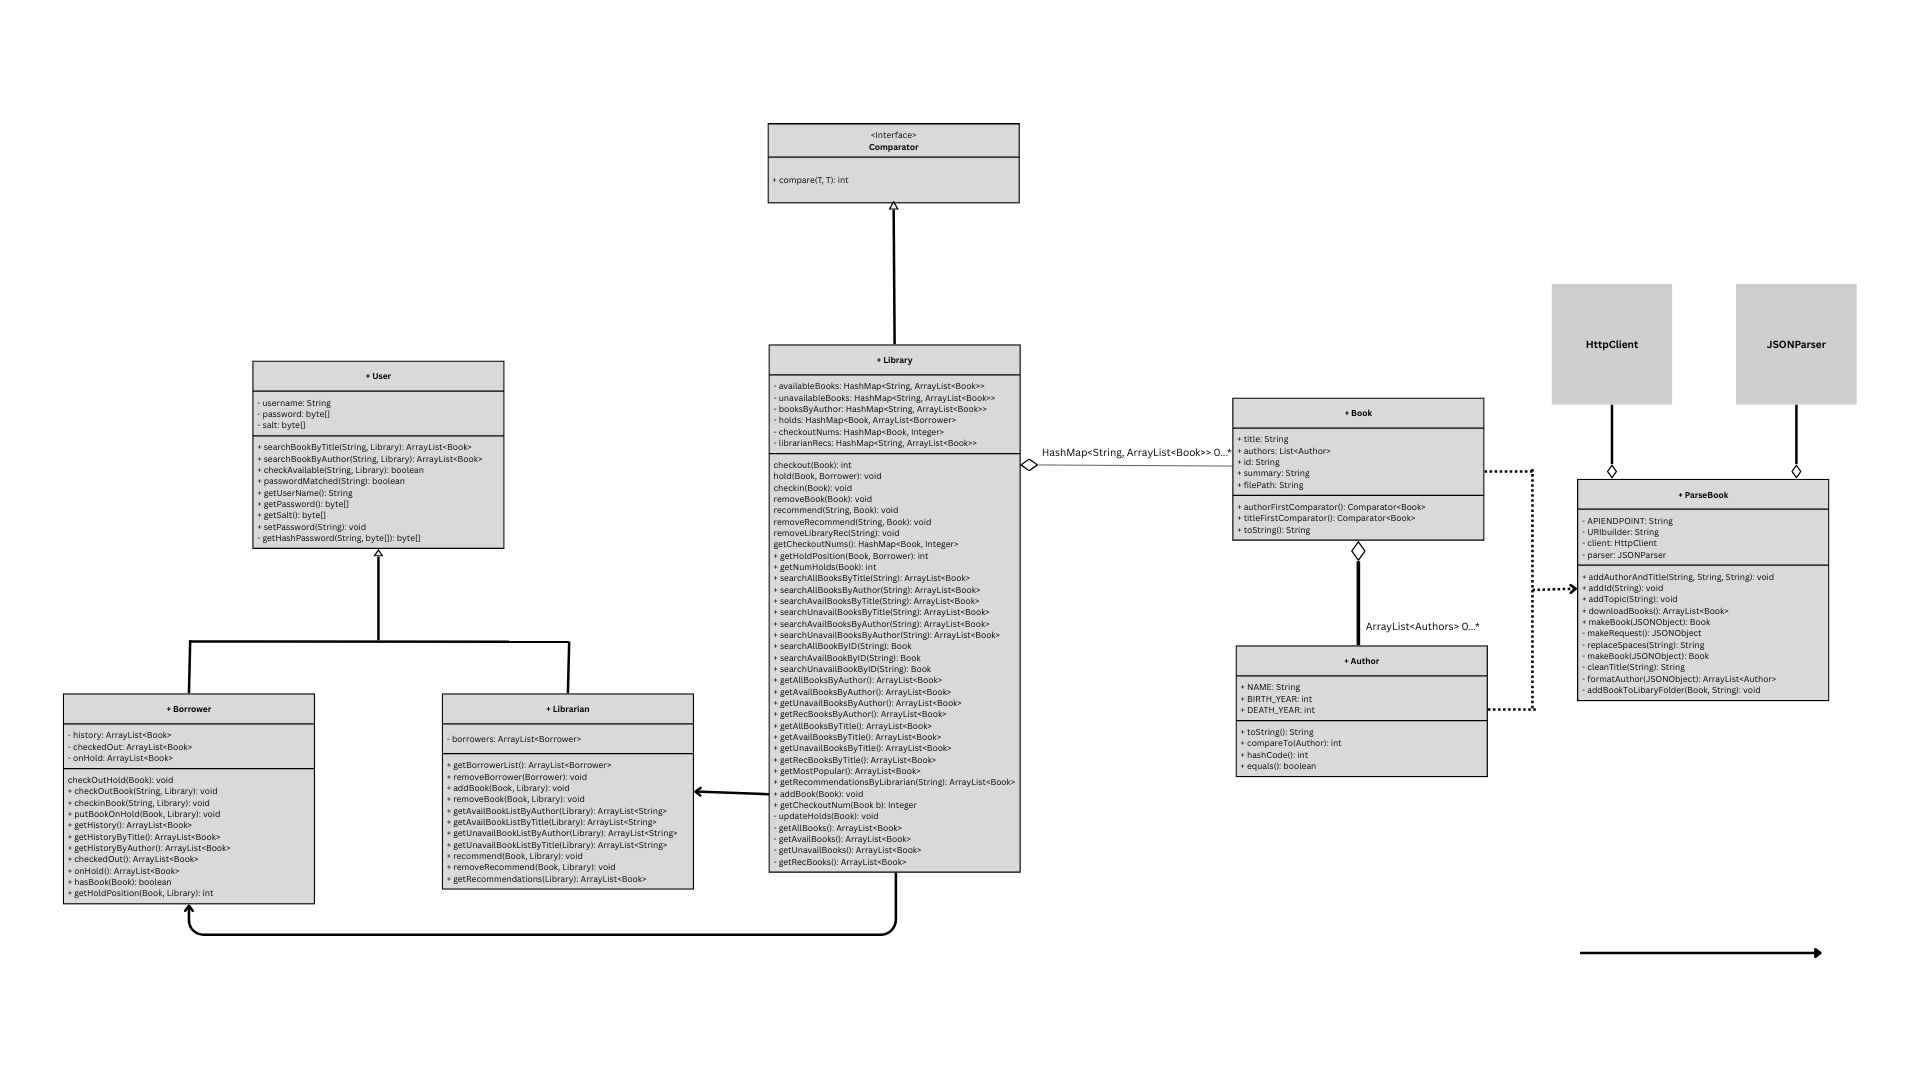 <Interface>
Comparator
+ compare(T, T): int
HttpClient
JSONParser
+ User
- username: String
- password: byte[]
- salt: byte[]
+ searchBookByTitle(String, Library): ArrayList<Book>
+ searchBookByAuthor(String, Library): ArrayList<Book>
+ checkAvailable(String, Library): boolean
+ passwordMatched(String): boolean
+ getUserName(): String
+ getPassword(): byte[]
+ getSalt(): byte[]
+ setPassword(String): void
- getHashPassword(String, byte[]): byte[]
+ Library
- availableBooks: HashMap<String, ArrayList<Book>>
- unavailableBooks: HashMap<String, ArrayList<Book>>
- booksByAuthor: HashMap<String, ArrayList<Book>>
- holds: HashMap<Book, ArrayList<Borrower>
- checkoutNums: HashMap<Book, Integer>
- librarianRecs: HashMap<String, ArrayList<Book>>
checkout(Book): int
hold(Book, Borrower): void
checkin(Book): void
removeBook(Book): void
recommend(String, Book): void
removeRecommend(String, Book): void
removeLibraryRec(String): void
getCheckoutNums(): HashMap<Book, Integer>
+ getHoldPosition(Book, Borrower): int
+ getNumHolds(Book): int
+ searchAllBooksByTitle(String): ArrayList<Book>
+ searchAllBooksByAuthor(String): ArrayList<Book>
+ searchAvailBooksByTitle(String): ArrayList<Book>
+ searchUnavailBooksByTitle(String): ArrayList<Book>
+ searchAvailBooksByAuthor(String): ArrayList<Book>
+ searchUnavailBooksByAuthor(String): ArrayList<Book>
+ searchAllBookByID(String): Book
+ searchAvailBookByID(String): Book
+ searchUnavailBookByID(String): Book
+ getAllBooksByAuthor(): ArrayList<Book>
+ getAvailBooksByAuthor(): ArrayList<Book>
+ getUnavailBooksByAuthor(): ArrayList<Book>
+ getRecBooksByAuthor(): ArrayList<Book>
+ getAllBooksByTitle(): ArrayList<Book>
+ getAvailBooksByTitle(): ArrayList<Book>
+ getUnavailBooksByTitle(): ArrayList<Book>
+ getRecBooksByTitle(): ArrayList<Book>
+ getMostPopular(): ArrayList<Book>
+ getRecommendationsByLibrarian(String): ArrayList<Book>
+ addBook(Book): void
+ getCheckoutNum(Book b): Integer
- updateHolds(Book): void
- getAllBooks(): ArrayList<Book>
- getAvailBooks(): ArrayList<Book>
- getUnavailBooks(): ArrayList<Book>
- getRecBooks(): ArrayList<Book>
HashMap<String, ArrayList<Book>> 0...*
+ Book
+ title: String
+ authors: List<Author>
+ id: String
+ summary: String
+ filePath: String
+ authorFirstComparator(): Comparator<Book>
+ titleFirstComparator(): Comparator<Book>
+ toString(): String
ArrayList<Authors> 0...*
+ Author
+ NAME: String
+ BIRTH_YEAR: int
+ DEATH_YEAR: int
+ toString(): String
+ compareTo(Author): int
+ hashCode(): int
+ equals(): boolean
+ ParseBook
- APIENDPOINT: String
- URIbuilder: String
- client: HttpClient
- parser: JSONParser
+ addAuthorAndTitle(String, String, String): void
+ addId(String): void
+ addTopic(String): void
+ downloadBooks(): ArrayList<Book>
+ makeBook(JSONObject): Book
- makeRequest(): JSONObject
- replaceSpaces(String): String
- makeBook(JSONObject): Book
- cleanTitle(String): String
- formatAuthor(JSONObject): ArrayList<Author>
- addBookToLibaryFolder(Book, String): void
+ Borrower
- history: ArrayList<Book>
- checkedOut: ArrayList<Book>
- onHold: ArrayList<Book>
checkOutHold(Book): void
+ checkOutBook(String, Library): void
+ checkinBook(String, Library): void
+ putBookOnHold(Book, Library): void
+ getHistory(): ArrayList<Book>
+ getHistoryByTitle(): ArrayList<Book>
+ getHistoryByAuthor(): ArrayList<Book>
+ checkedOut(): ArrayList<Book>
+ onHold(): ArrayList<Book>
+ hasBook(Book): boolean
+ getHoldPosition(Book, Library): int
+ Librarian
- borrowers: ArrayList<Borrower>
+ getBorrowerList(): ArrayList<Borrower>
+ removeBorrower(Borrower): void
+ addBook(Book, Library): void
+ removeBook(Book, Library): void
+ getAvailBookListByAuthor(Library): ArrayList<String>
+ getAvailBookListByTitle(Library): ArrayList<String>
+ getUnavailBookListByAuthor(Library): ArrayList<String>
+ getUnavailBookListByTitle(Library): ArrayList<String>
+ recommend(Book, Library): void
+ removeRecommend(Book, Library): void
+ getRecommendations(Library): ArrayList<Book>